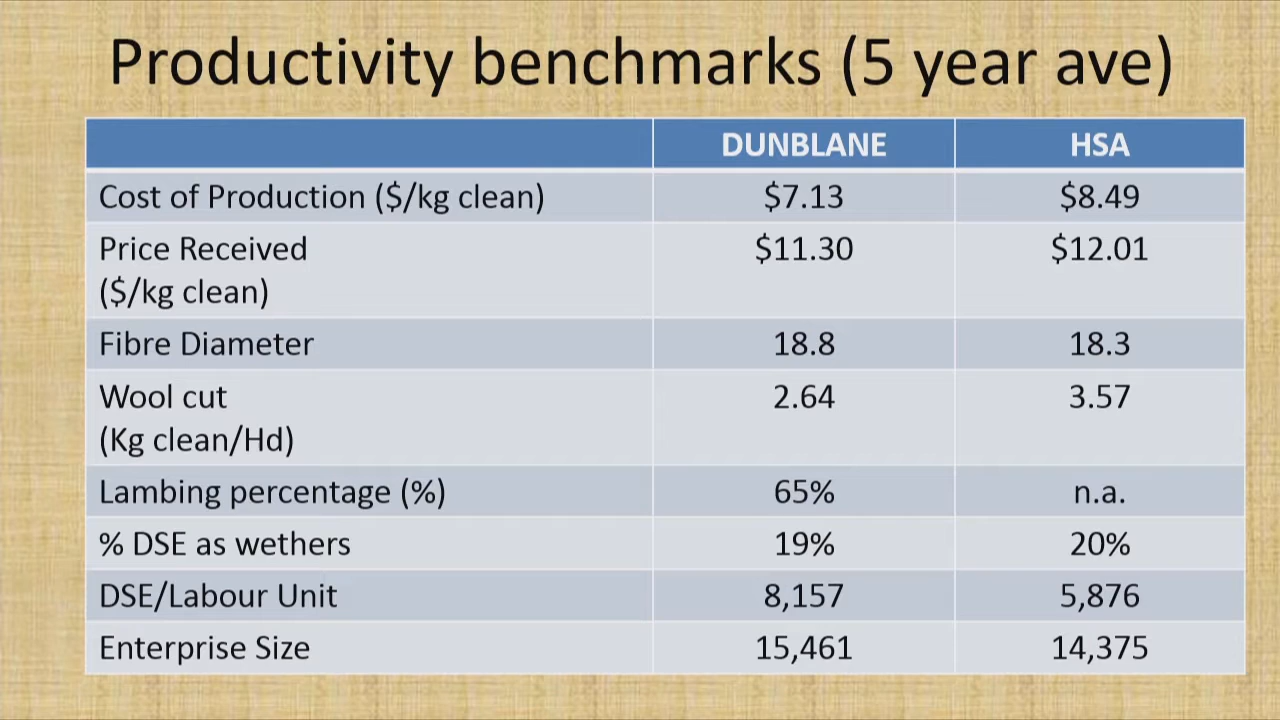 Productivity benchmarks (5 year ave)
DUNBLANE HSA
Cost of Production ($/kg clean) $7.13 $8.49
Price Received $11.30 $12.01
($/kg clean)
Fibre Diameter 18.8 18.3
Wool cut 2.64 3.57
(Kg clean/Hd)
Lambing percentage (%) 65% n.a.
% DSE as wethers 19% 20%
DSE/Labour Unit 8,157 5,876
Enterprise Size 15,461 14,375